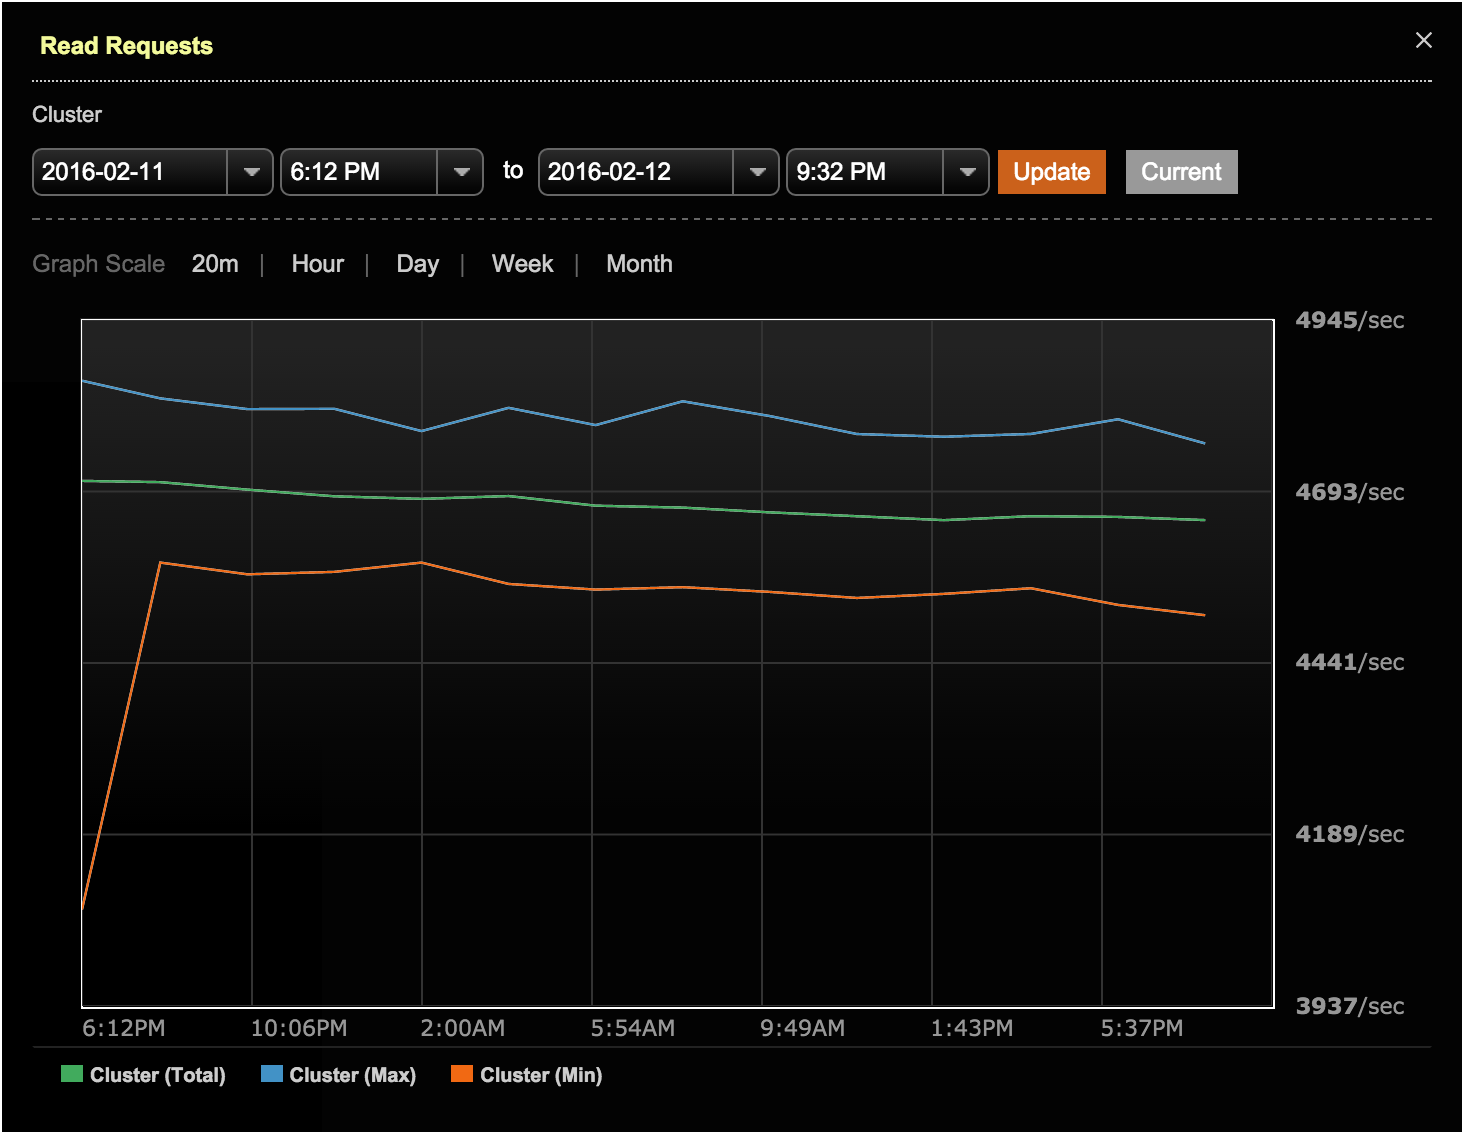 Read Requests
Cluster
2016-02-11 6:12 PM to 2016-02-12 9:32 PM Update Current
Graph Scale 20m | Hour | Day | Week | Month
4945/sec
4693/sec
4441/sec
4189/sec
3937/sec
6:12PM 10:06PM 2:00AM 5:54AM 9:49AM 1:43PM 5:37PM
Cluster (Total) Cluster (Max) Cluster (Min)